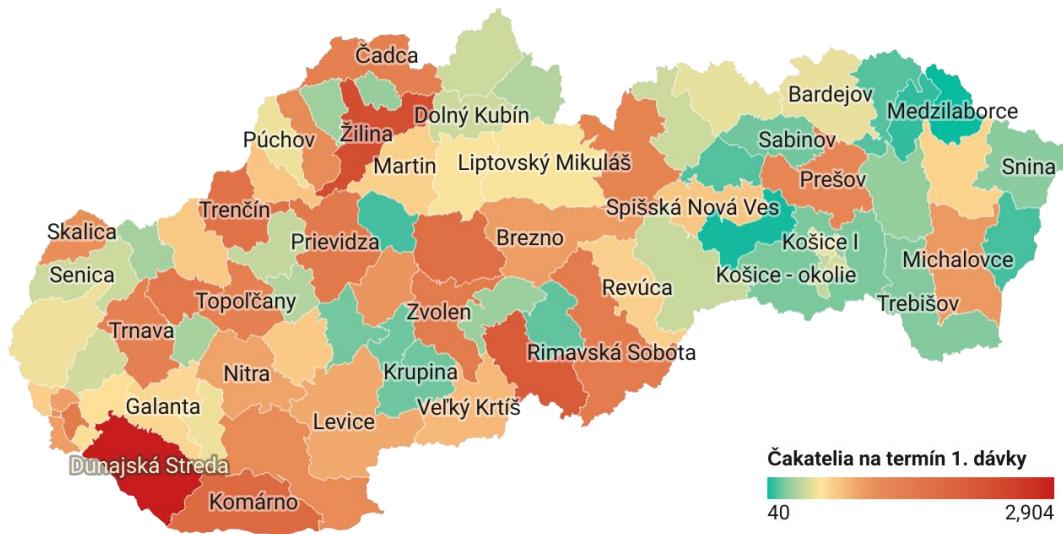 Čadca
Bardejov
Medzilaborce
Dolný Kubín
Púchov
Žilina
Sabinov
Martin
Liptovský Mikuláš
Snina
Prešov
Trenčín
Spišská Nová Ves
Skalica
Prievidza
Brezno
Košice I
Michalovce
Senica
Košice - okolie
Revúca
Topoľčany
Trebišov
Zvolen
Trnava
Rimavská Sobota
Nitra
Krupina
Galanta
Veľký Krtíš
Levice
Dunajská Streda
Komárno
Čakatelia na termín 1. dávky
40
2,904